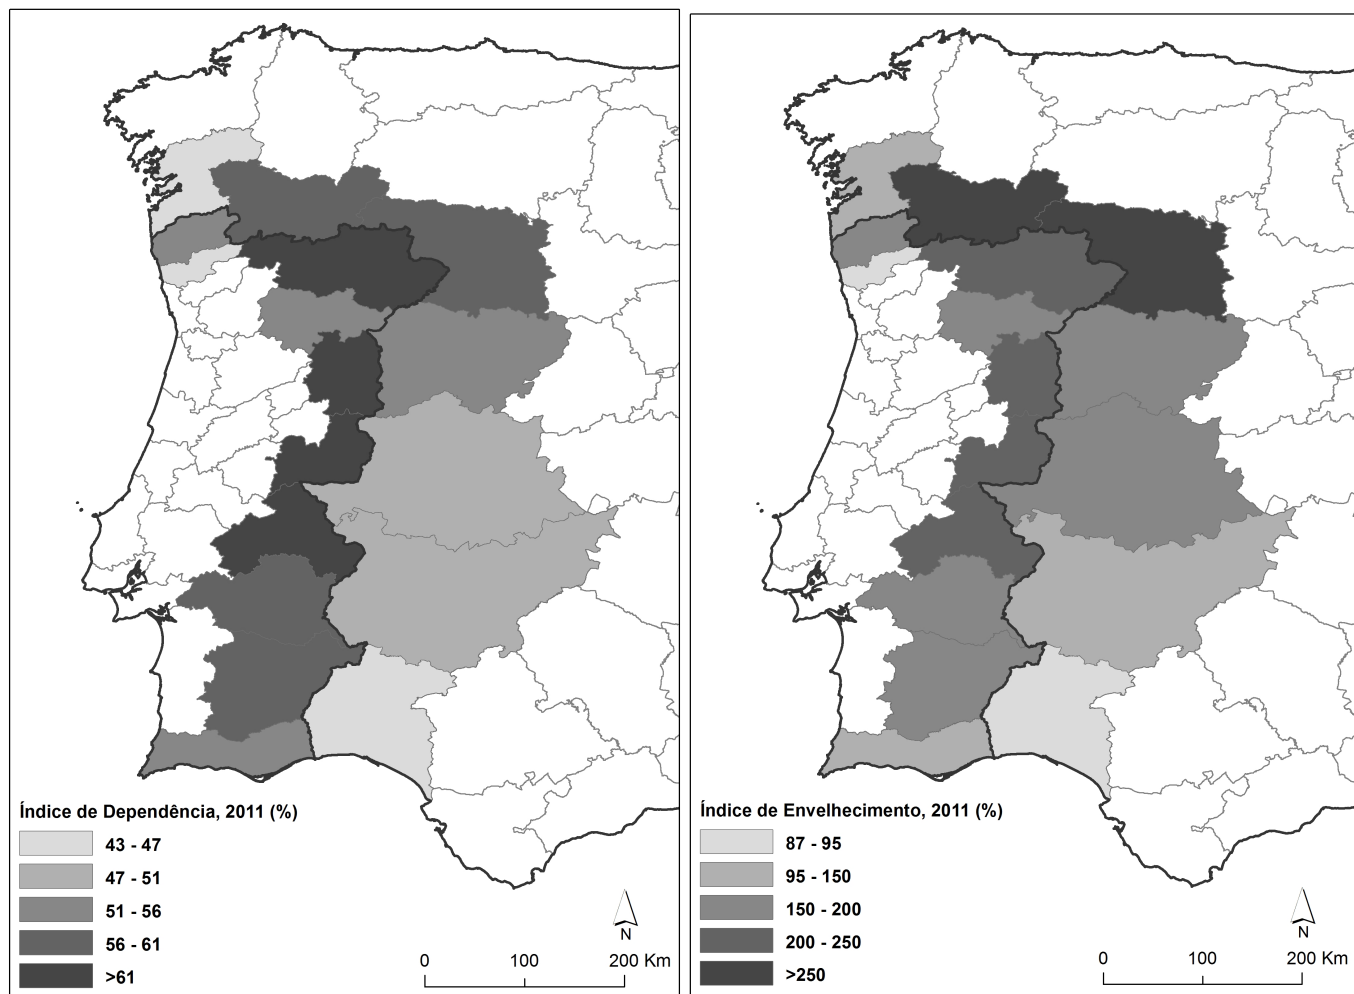 Índice de Dependência, 2011 (%)
43 - 47
47 - 51
51 - 56
56 - 61
>61
N
0 100 200 Km
Índice de Envelhecimento, 2011 (%)
87 - 95
95 - 150
150 - 200
200 - 250
>250
N
0 100 200 Km